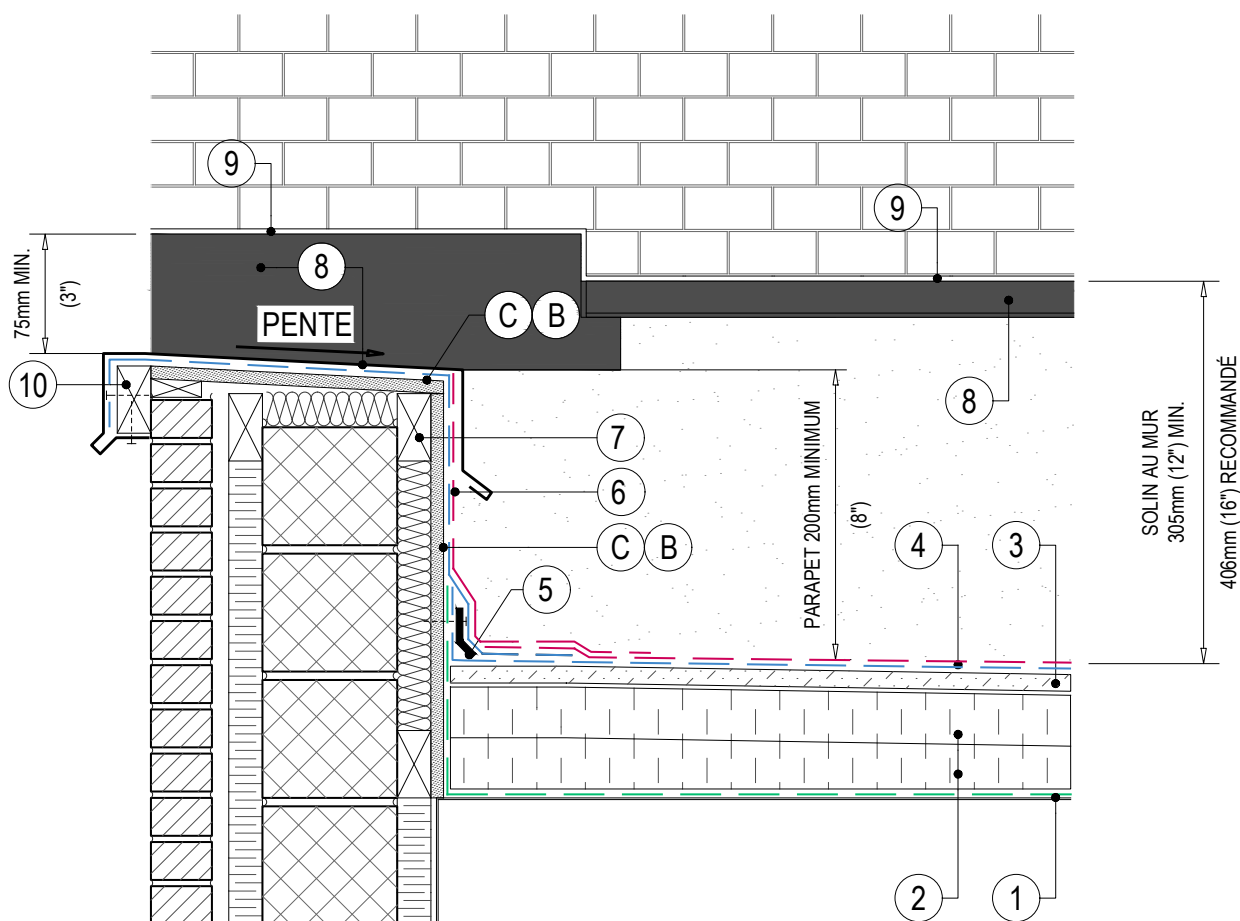 9
9
75mm MIN.
(3")
8
PENTE
C B
10
8
7
6
C B
5
4
3
PARAPET 200mm MINIMUM
(8")
SOLIN AU MUR
305mm (12") MIN.
406mm (16") RECOMMANDÉ
2
1